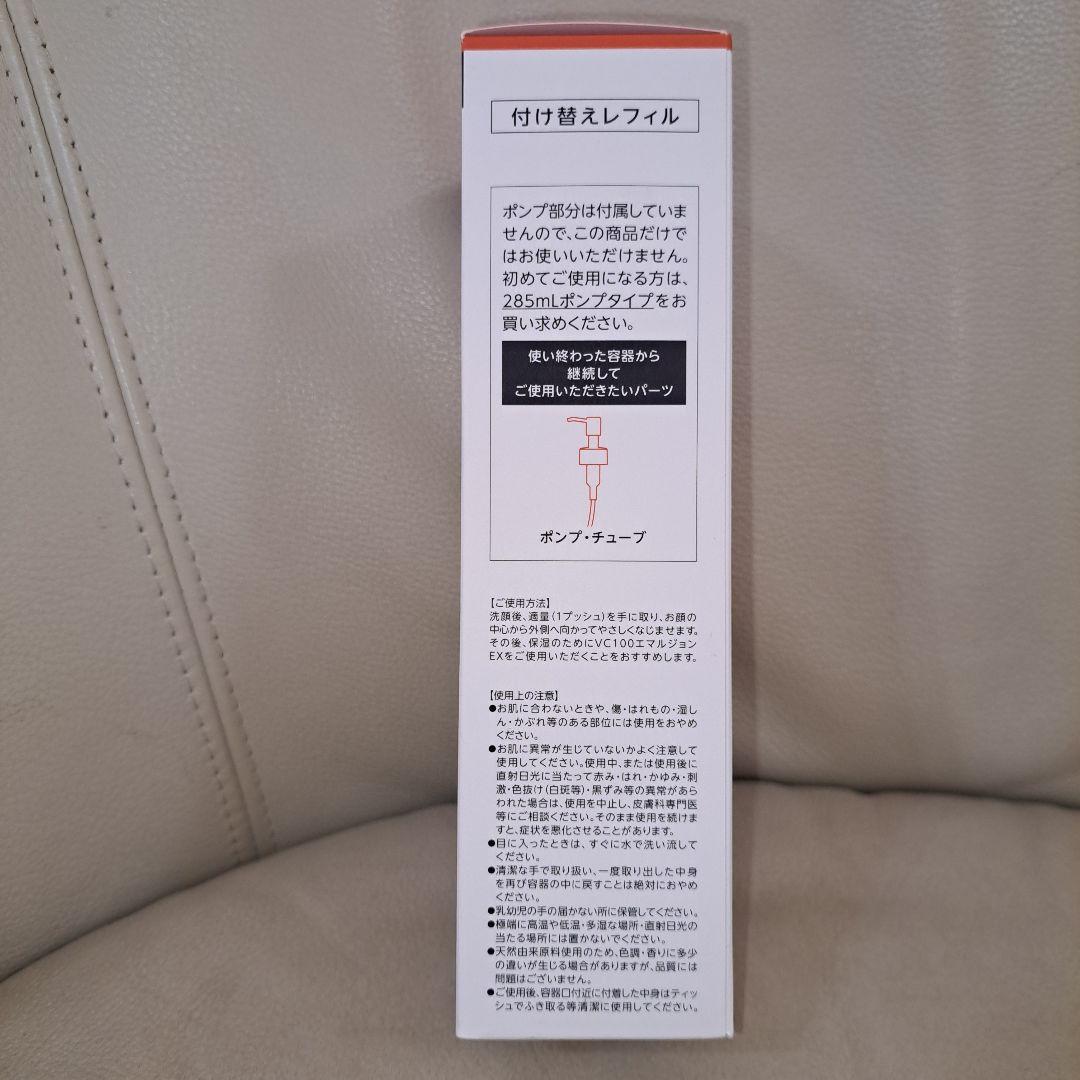 付け替えレフィル
ポンプ部分は付属していま
せんので、この商品だけで
はお使いいただけません。
初めてご使用になる方は、
285mLポンプタイプをお
買い求めください。
使い終わった容器から
継続して
ご使用いただきたいパーツ
ポンプ・チューブ
【ご使用方法】
洗顔後、適量(1プッシュ)を手に取り、お顔の
中心から外側へ向かってやさしくなじませます。
その後、保湿のためにVC100エマルジョン
EXをご使用いただくことをおすすめします。
【使用上の注意】
●お肌に合わないときや、傷・はれもの・湿し
ん・かぶれ等のある部位には使用をおやめ
ください。
●お肌に異常が生じていないかよく注意して
使用してください。使用中、または使用後に
直射日光に当たって赤み・はれ・かゆみ・刺
激・色抜け(白斑等)・黒ずみ等の異常があら
われた場合は、使用を中止し、皮膚科専門医
等にご相談ください。そのまま使用を続けま
すと、症状を悪化させることがあります。
●目に入ったときは、すぐに水で洗い流して
ください。
●清潔な手で取り扱い、一度取り出した中身
を再び容器の中に戻すことは絶対におやめ
ください。
●乳幼児の手の届かない所に保管してください。
●極端に高温や低温・多湿な場所・直射日光の
当たる場所には置かないでください。
●天然由来原料使用のため、色調・香りに多少
の違いが生じる場合がありますが、品質には
問題はございません。
●ご使用後、容器口付近に付着した中身はティッ
シュでふき取る等清潔に使用してください。